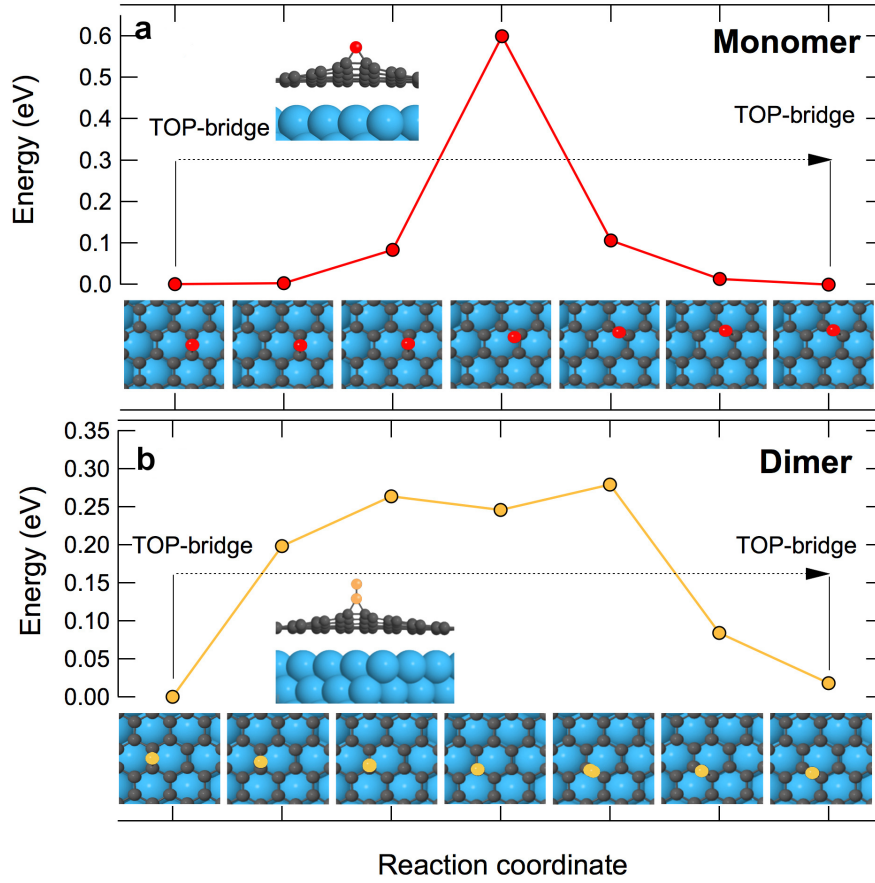 a
Monomer
0.6
0.5
0.4
0.3
0.2
0.1
0.0
Energy (eV)
TOP-bridge
TOP-bridge
b
Dimer
0.35
0.30
0.25
0.20
0.15
0.10
0.05
0.00
Energy (eV)
TOP-bridge
TOP-bridge
Reaction coordinate